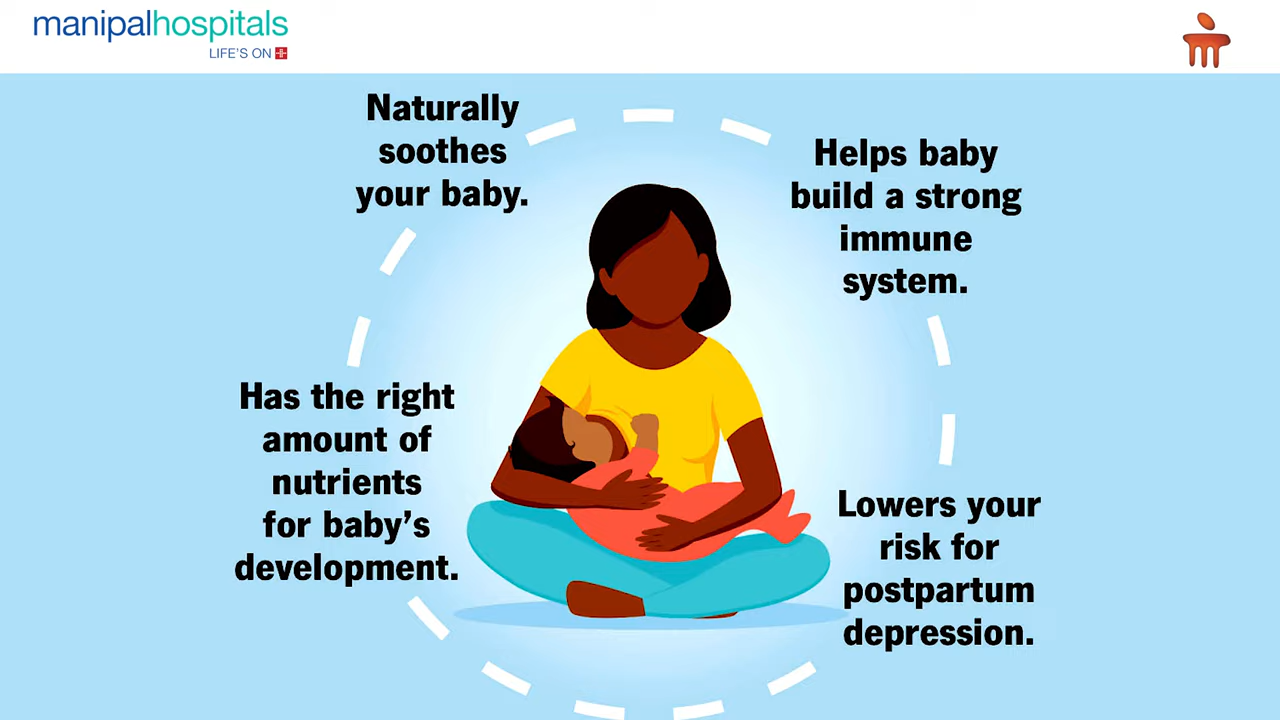 manipalhospitals
LIFE'S ON
Naturally
soothes
your baby.
Helps baby
build a strong
immune
system.
Has the right
amount of
nutrients
for baby's
development.
Lowers your
risk for
postpartum
depression.